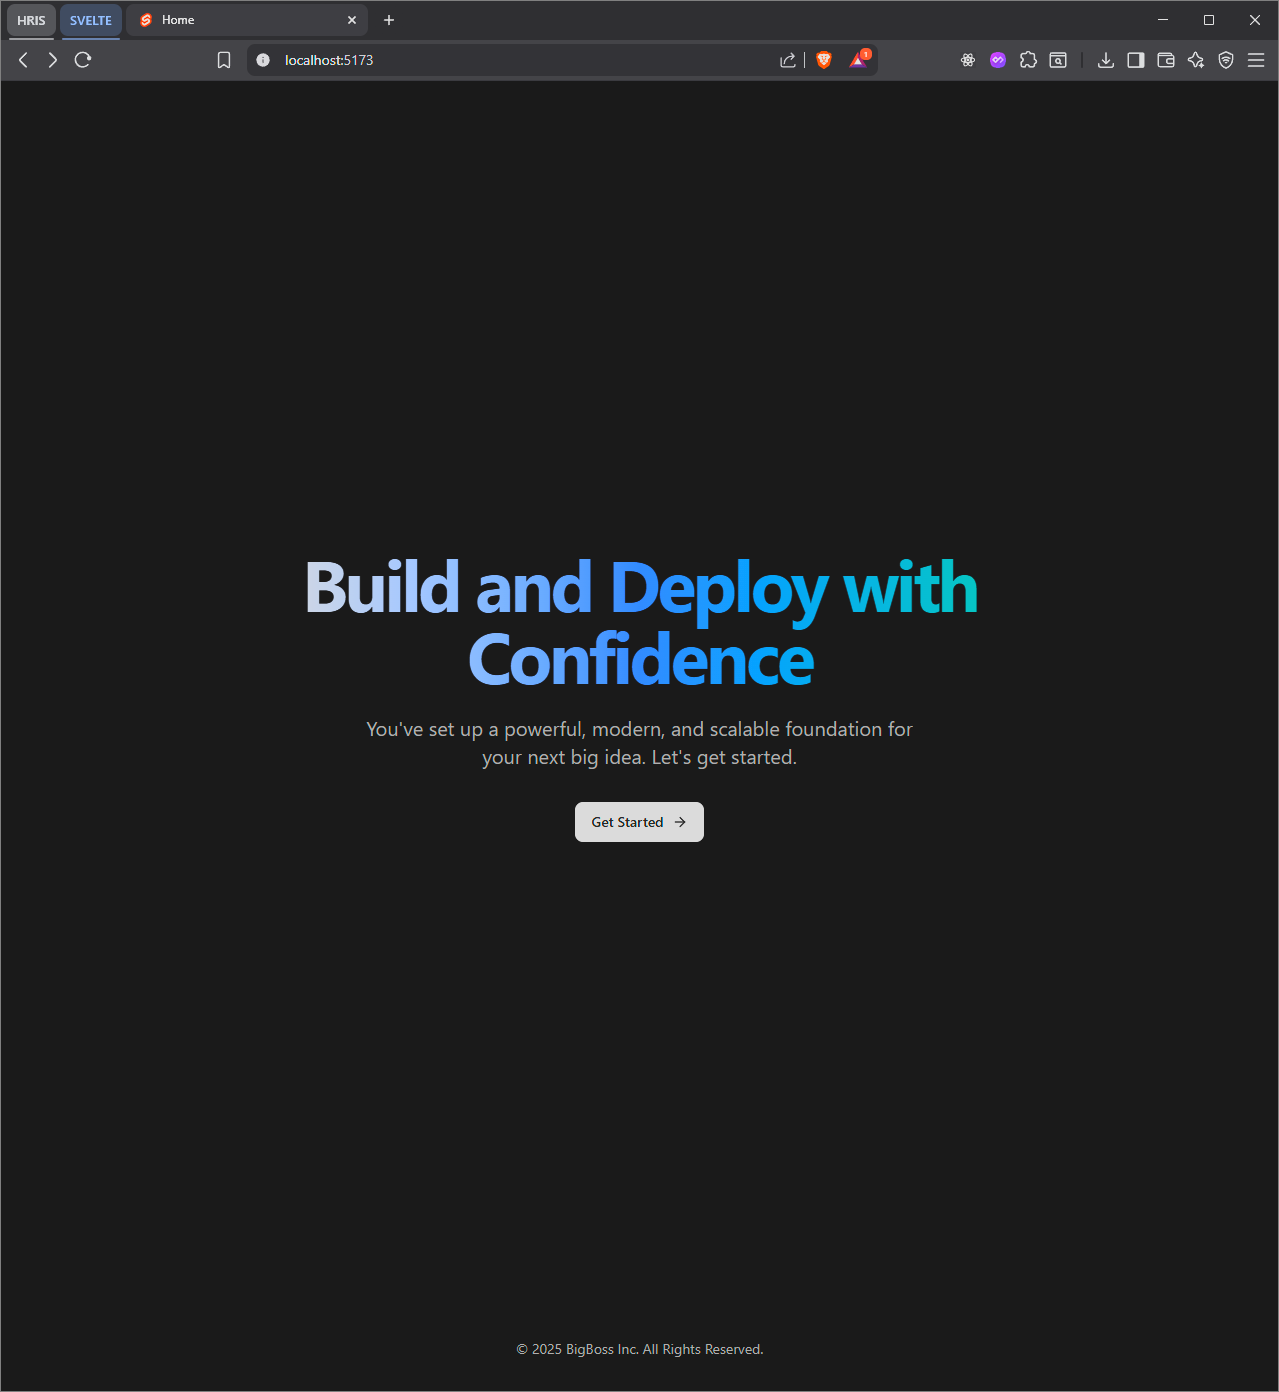 HRIS
SVELTE
Home
localhost:5173
1
Build and Deploy with
Confidence
You've set up a powerful, modern, and scalable foundation for
your next big idea. Let's get started.
Get Started
© 2025 BigBoss Inc. All Rights Reserved.